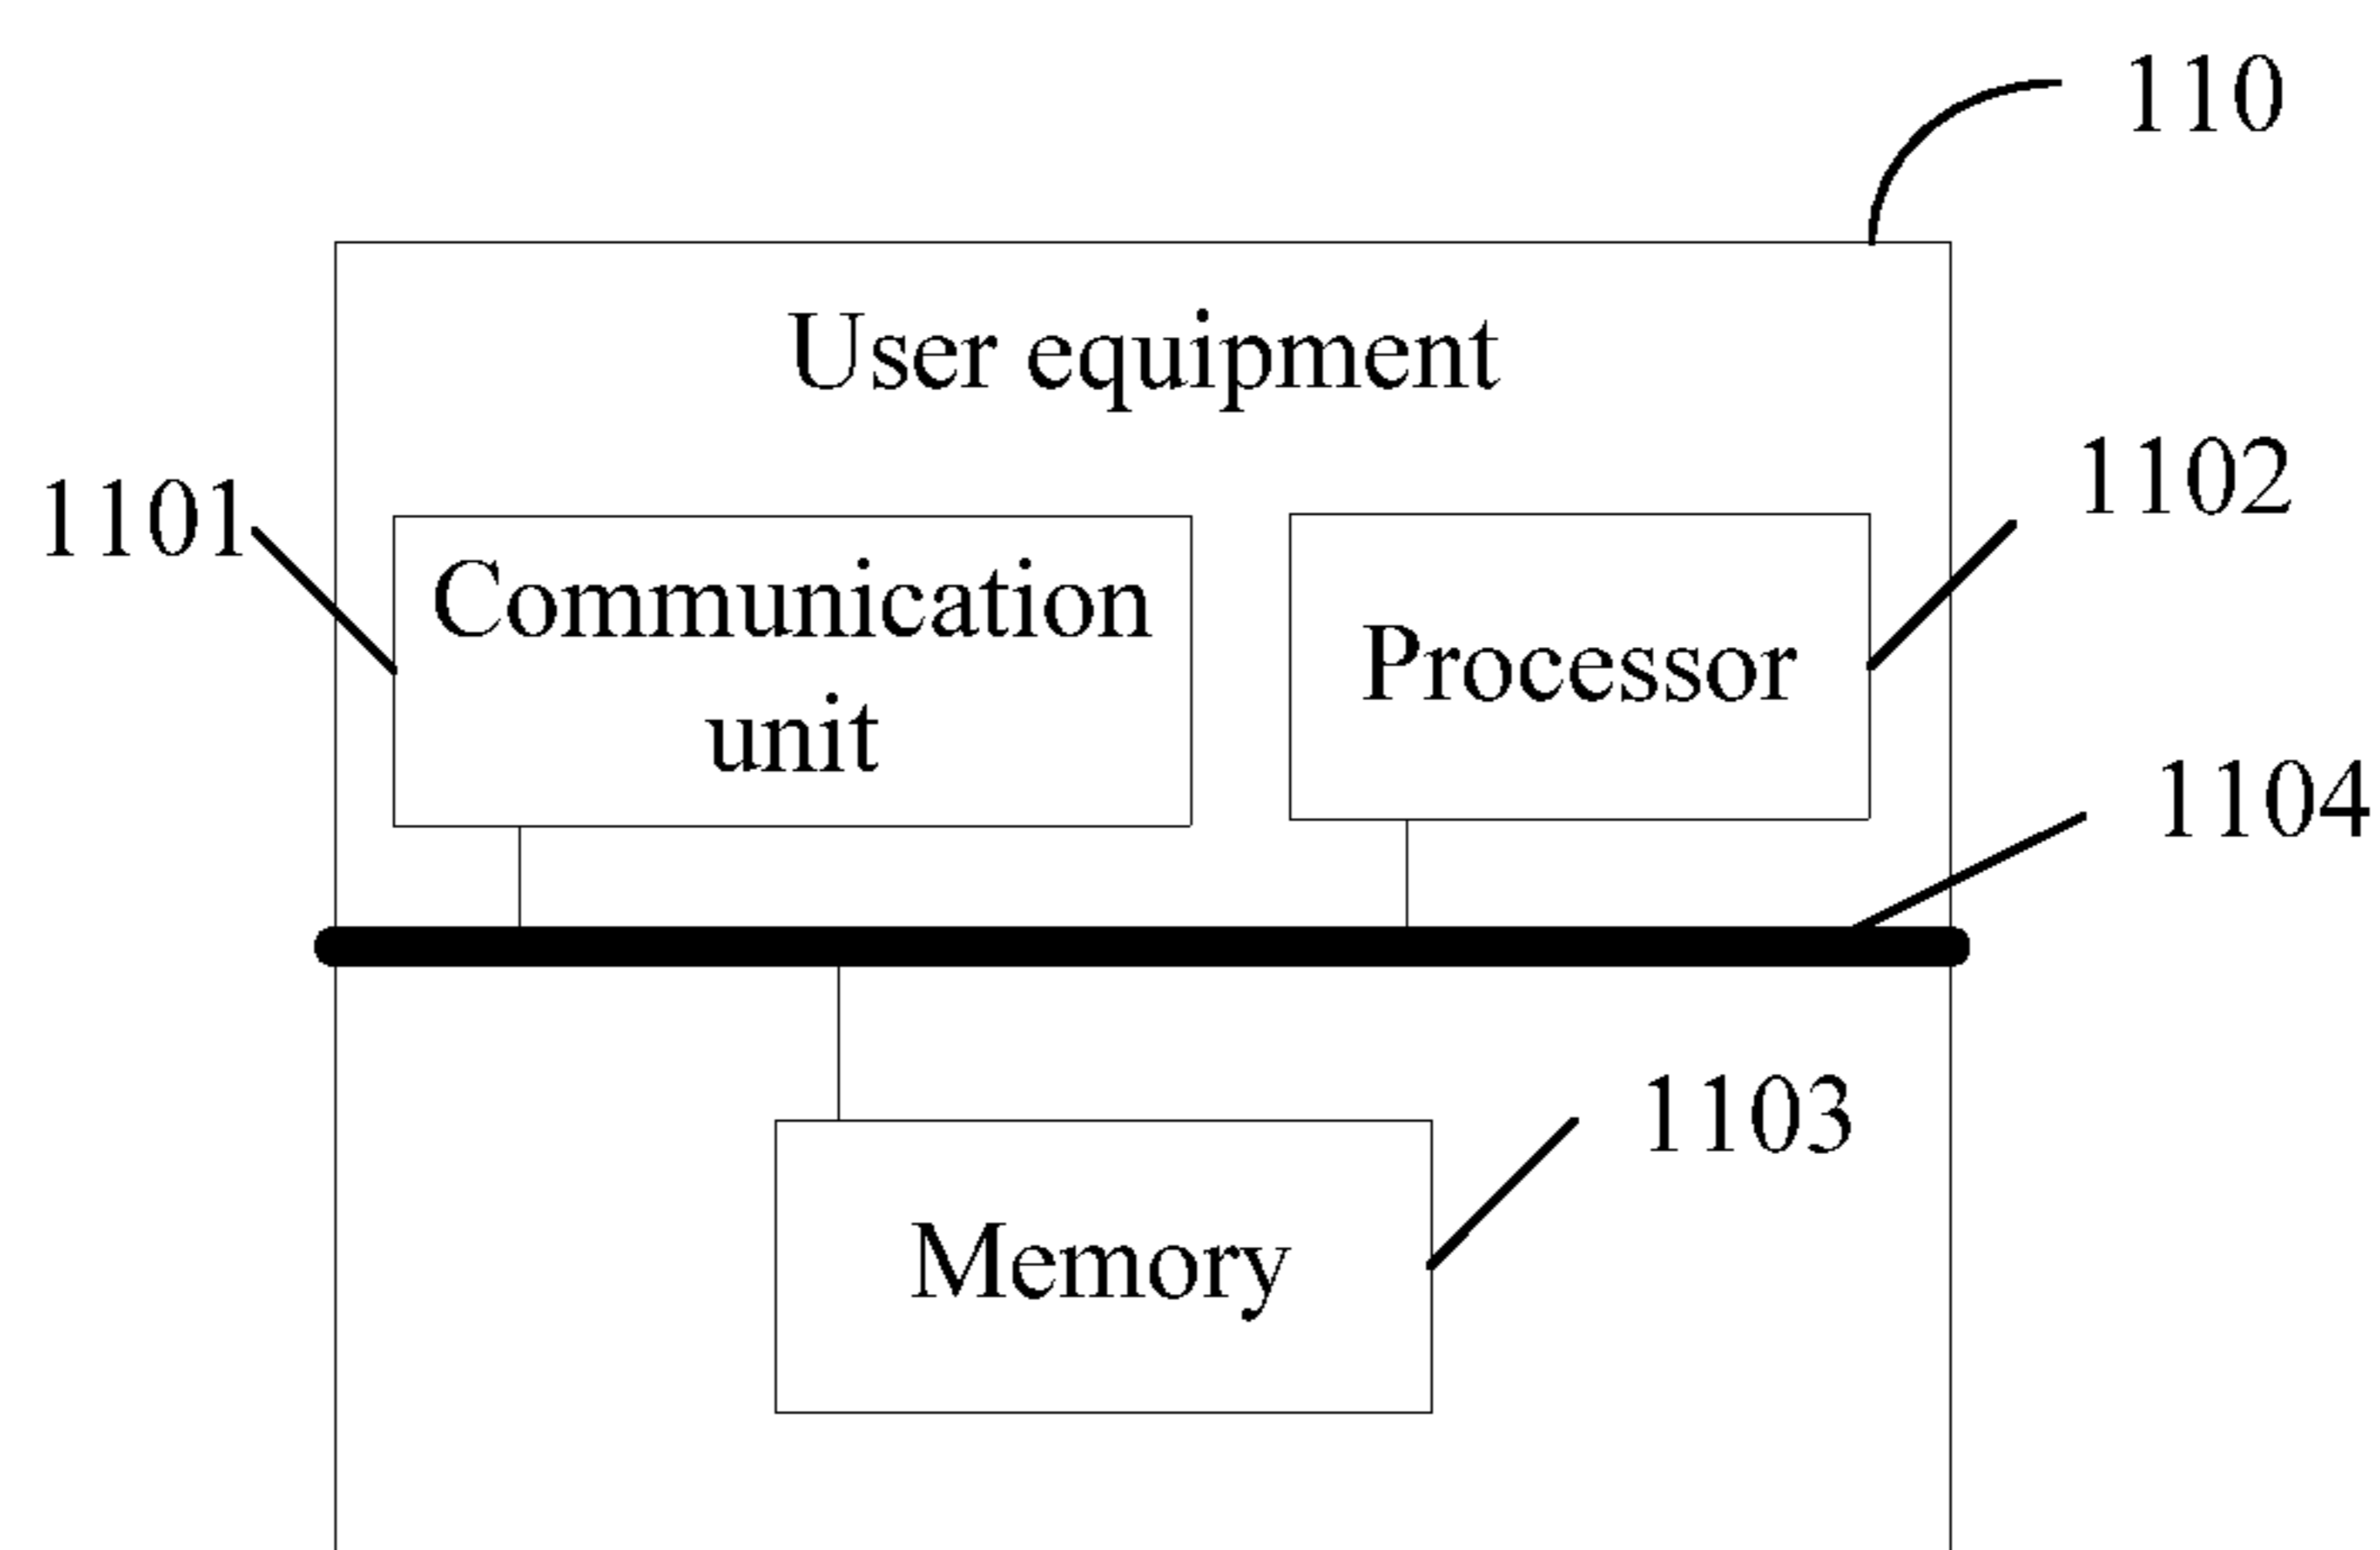 110
User equipment
1101
1102
Communication
unit
Processor
1104
1103
Memory